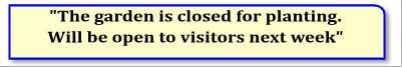 "The garden is closed for planting.
Will be open to visitors next week"